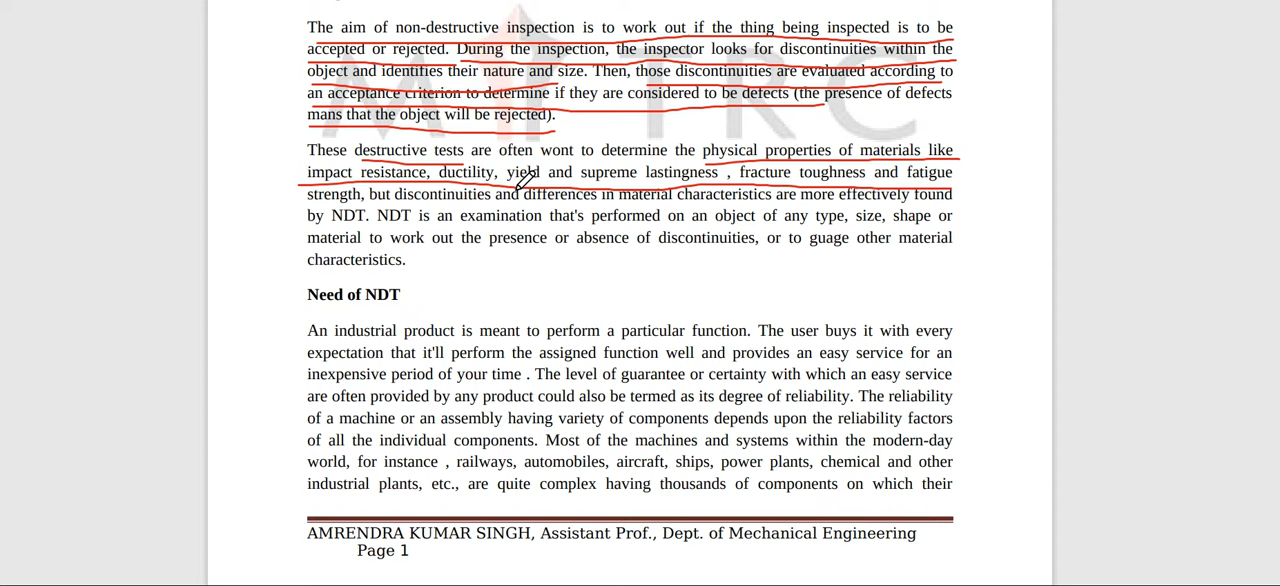 The aim of non-destructive inspection is to work out if the thing being inspected is to be
accepted or rejected. During the inspection, the inspector looks for discontinuities within the
object and identifies their nature and size. Then, those discontinuities are evaluated according to
an acceptance criterion to determine if they are considered to be defects (the presence of defects
mans that the object will be rejected).
These destructive tests are often wont to determine the physical properties of materials like
impact resistance, ductility, yield and supreme lastingness , fracture toughness and fatigue
strength, but discontinuities and differences in material characteristics are more effectively found
by NDT. NDT is an examination that's performed on an object of any type, size, shape or
material to work out the presence or absence of discontinuities, or to guage other material
characteristics.
Need of NDT
An industrial product is meant to perform a particular function. The user buys it with every
expectation that it'll perform the assigned function well and provides an easy service for an
inexpensive period of your time . The level of guarantee or certainty with which an easy service
are often provided by any product could also be termed as its degree of reliability. The reliability
of a machine or an assembly having variety of components depends upon the reliability factors
of all the individual components. Most of the machines and systems within the modern-day
world, for instance , railways, automobiles, aircraft, ships, power plants, chemical and other
industrial plants, etc., are quite complex having thousands of components on which their
AMRENDRA KUMAR SINGH, Assistant Prof., Dept. of Mechanical Engineering
Page 1